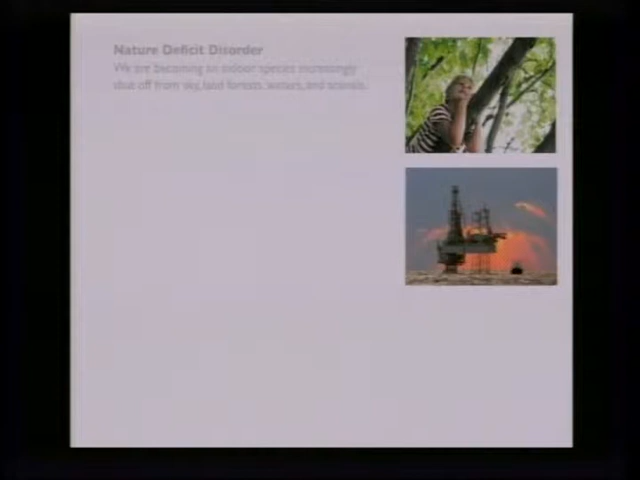 Nature Deficit Disorder
We are becoming an indoor species increasingly
shut off from sky, land forests, waters, and animals.